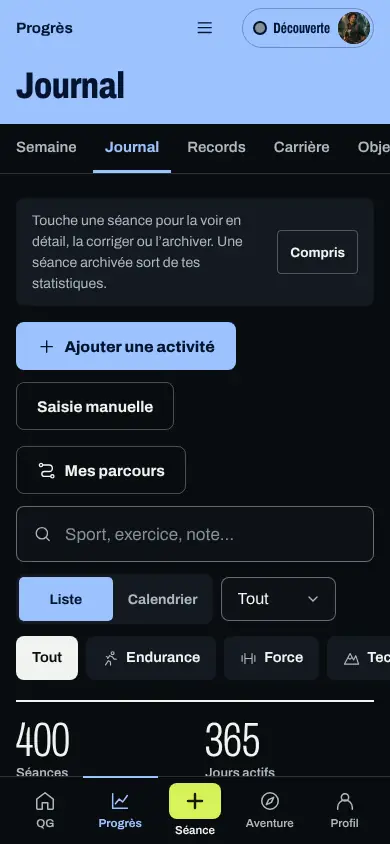 Progrès
Découverte
Journal
Semaine Journal Records Carrière Obje
Touche une séance pour la voir en
détail, la corriger ou l'archiver. Une
séance archivée sort de tes
statistiques.
Compris
Ajouter une activité
Saisie manuelle
Mes parcours
Sport, exercice, note...
Liste Calendrier Tout
Tout Endurance Force Tec
400 365
Séances Jours actifs
QG Progrès Séance Aventure Profil